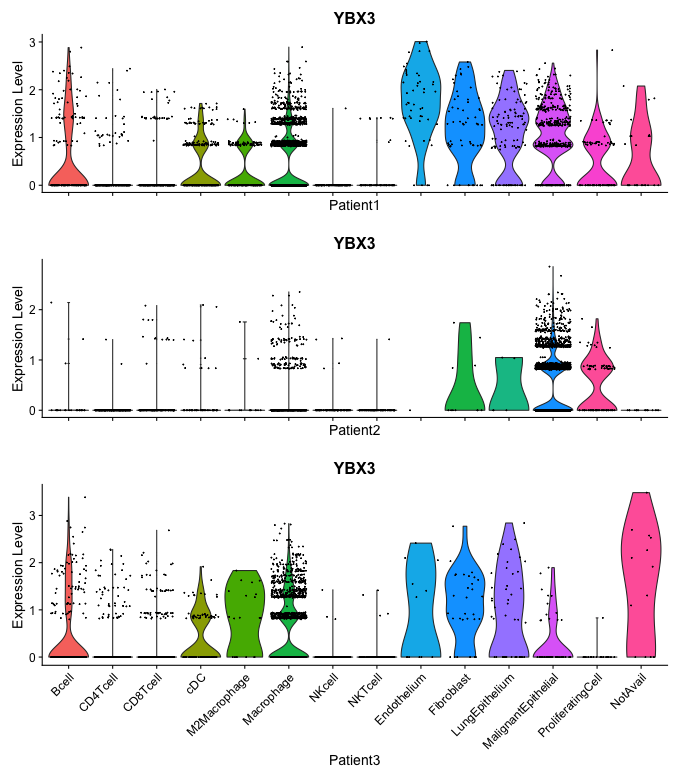 YBX3
Expression Level
3
2
1
0
Patient1
YBX3
Expression Level
2
1
0
Patient2
YBX3
Expression Level
3
2
1
0
Bcell
CD4Tcell
CD8Tcell
cDC
M2Macrophage
Macrophage
NKcell
NKTcell
Endothelium
Fibroblast
LungEpithelium
MalignantEpithelial
ProliferatingCell
NotAvail
Patient3